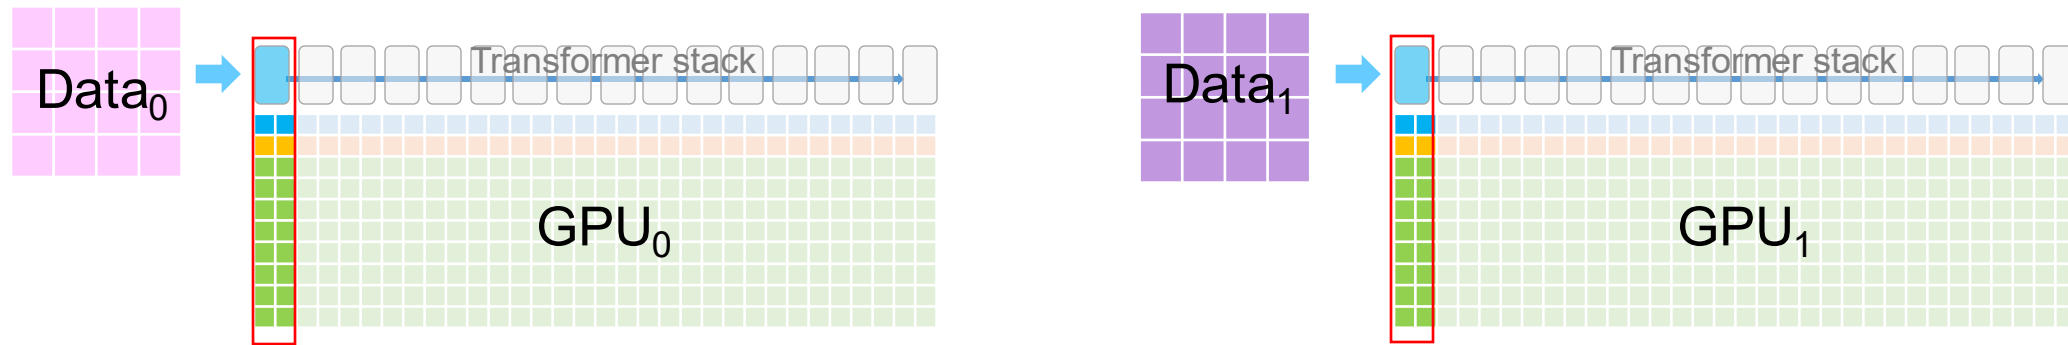 Data₀
Transformer stack
GPU₀
Data₁
Transformer stack
GPU₁